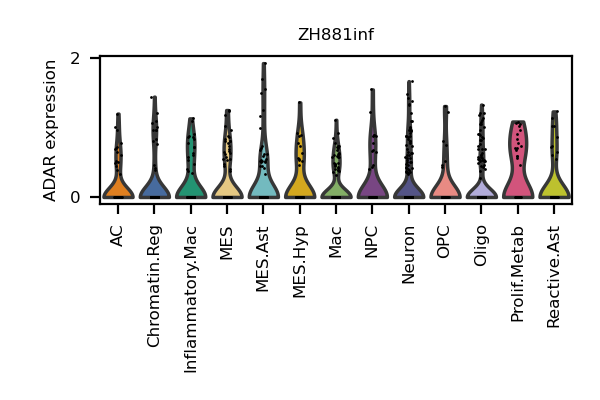 ZH881inf
ADAR expression
2
0
AC
Chromatin.Reg
Inflammatory.Mac
MES
MES.Ast
MES.Hyp
Mac
NPC
Neuron
OPC
Oligo
Prolif.Metab
Reactive.Ast